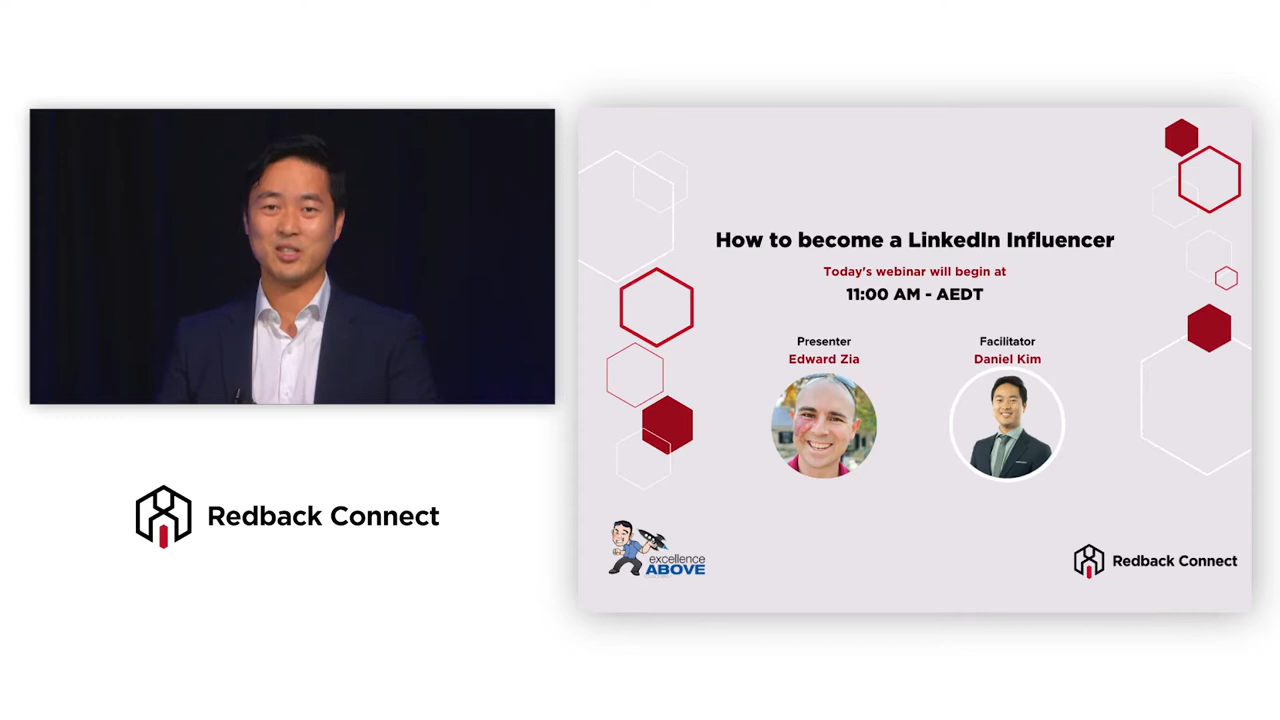 Redback Connect
How to become a LinkedIn Influencer
Today's webinar will begin at
11:00 AM - AEDT
Presenter
Edward Zia
Facilitator
Daniel Kim
excellence
ABOVE
Redback Connect